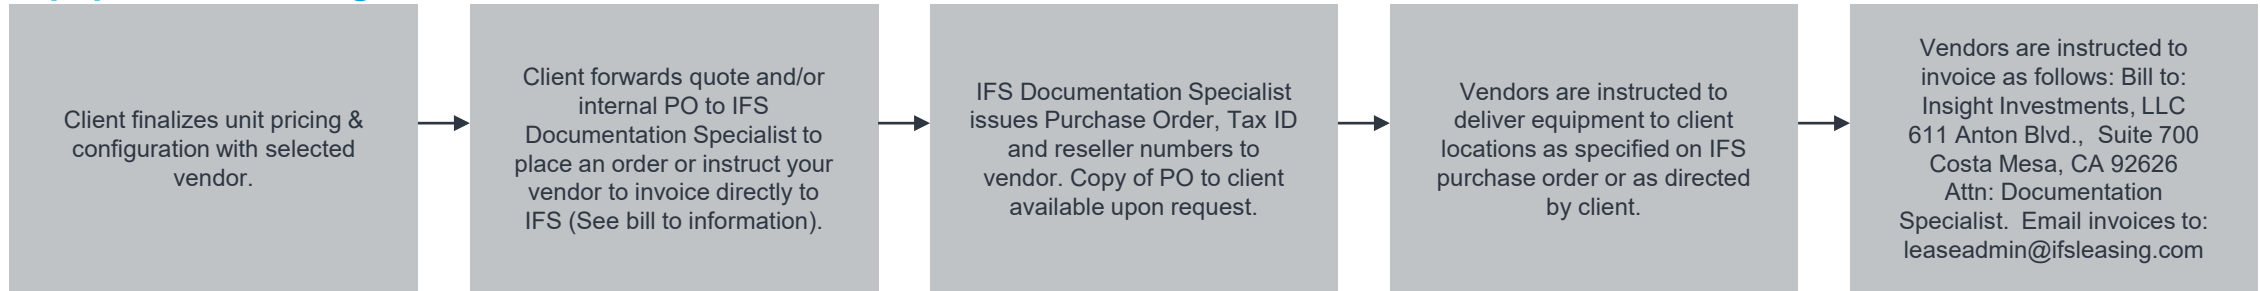 Client finalizes unit pricing &
configuration with selected
vendor.
Client forwards quote and/or
internal PO to IFS
Documentation Specialist to
place an order or instruct your
vendor to invoice directly to
IFS (See bill to information).
IFS Documentation Specialist
issues Purchase Order, Tax ID
and reseller numbers to
vendor. Copy of PO to client
available upon request.
Vendors are instructed to
deliver equipment to client
locations as specified on IFS
purchase order or as directed
by client.
Vendors are instructed to
invoice as follows: Bill to:
Insight Investments, LLC
611 Anton Blvd.,  Suite 700
Costa Mesa, CA 92626
Attn: Documentation
Specialist.  Email invoices to:
leaseadmin@ifsleasing.com